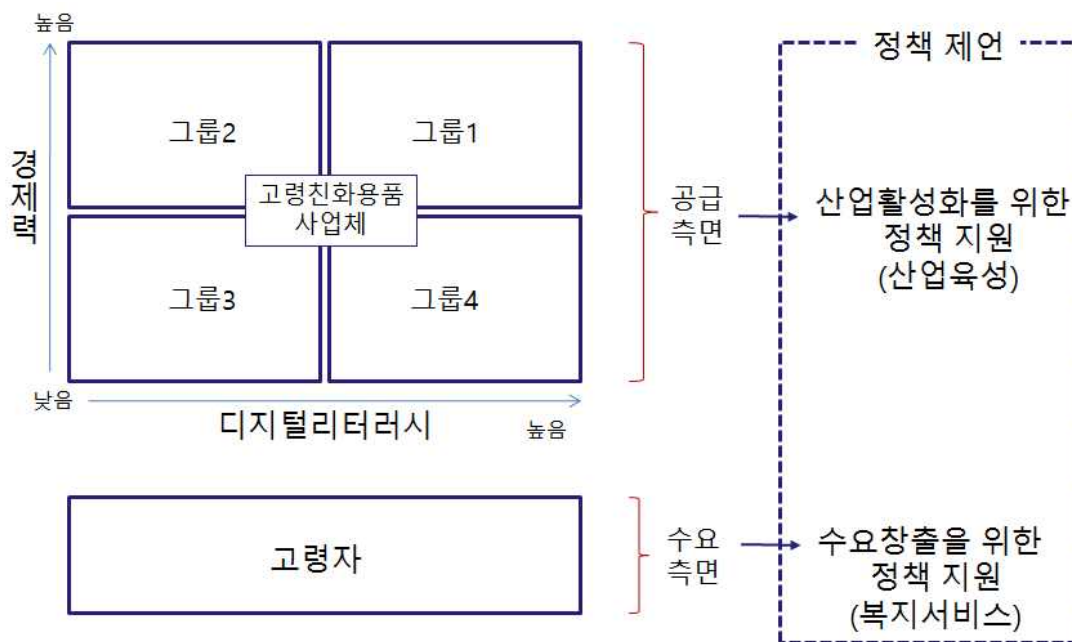 높음
정책 제언
그룹2
그룹1
경제력
고령친화용품
사업체
공급
측면
산업활성화를 위한
정책 지원
(산업육성)
그룹3
그룹4
낮음
디지털리터러시
높음
고령자
수요
측면
수요창출을 위한
정책 지원
(복지서비스)